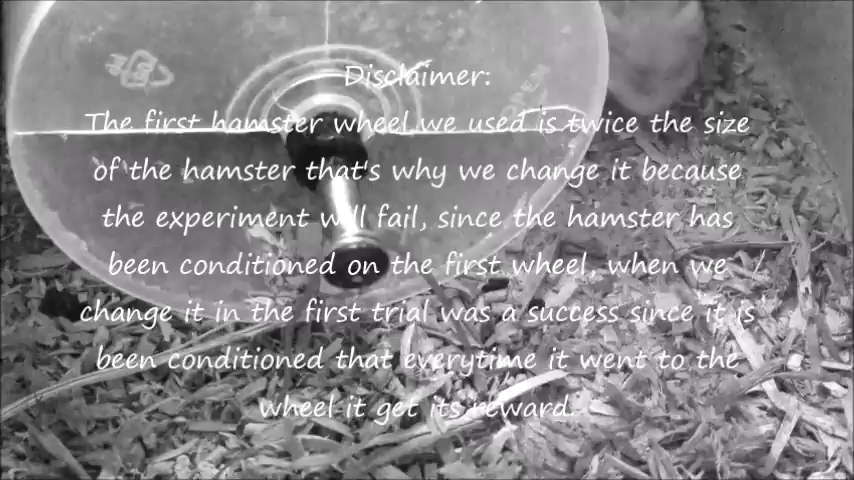 Disclaimer:
The first hamster wheel we used is twice the size
of the hamster that's why we change it because
the experiment will fail, since the hamster has
been conditioned on the first wheel, when we
change it in the first trial was a success since it is
been conditioned that everytime it went to the
wheel it get its reward.
OPEN